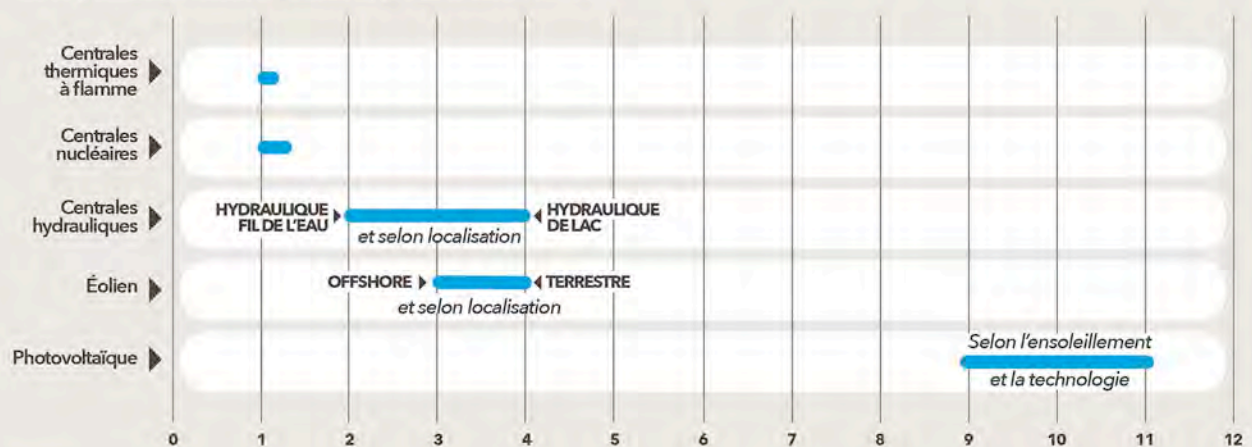 Centrales
thermiques
à flamme
Centrales
nucléaires
Centrales
hydrauliques
HYDRAULIQUE
FIL DE L'EAU
et selon localisation
HYDRAULIQUE
DE LAC
Éolien
OFFSHORE
TERRESTRE
et selon localisation
Photovoltaïque
Selon l'ensoleillement
et la technologie
0 1 2 3 4 5 6 7 8 9 10 11 12